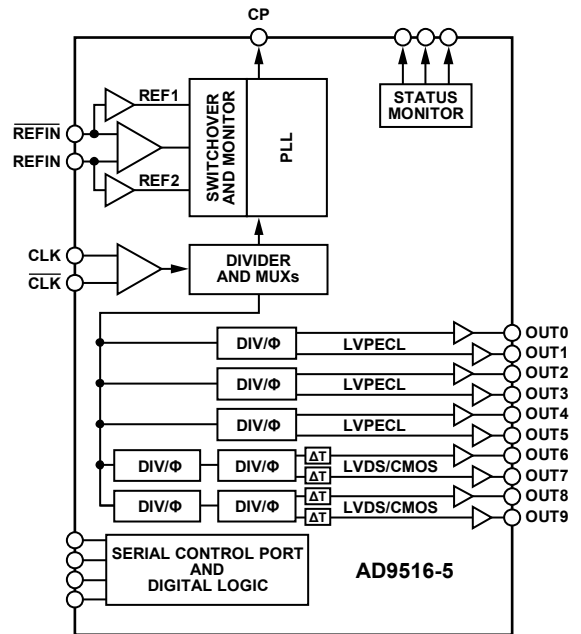 CP
REF1
R̅E̅F̅I̅N̅
REFIN
REF2
SWITCHOVER
AND MONITOR
PLL
STATUS
MONITOR
CLK
C̅L̅K̅
DIVIDER
AND MUXs
DIV/Φ
LVPECL
OUT0
OUT1
DIV/Φ
LVPECL
OUT2
OUT3
DIV/Φ
LVPECL
OUT4
OUT5
DIV/Φ
DIV/Φ
ΔT
ΔT
LVDS/CMOS
OUT6
OUT7
DIV/Φ
DIV/Φ
ΔT
ΔT
LVDS/CMOS
OUT8
OUT9
SERIAL CONTROL PORT
AND
DIGITAL LOGIC
AD9516-5